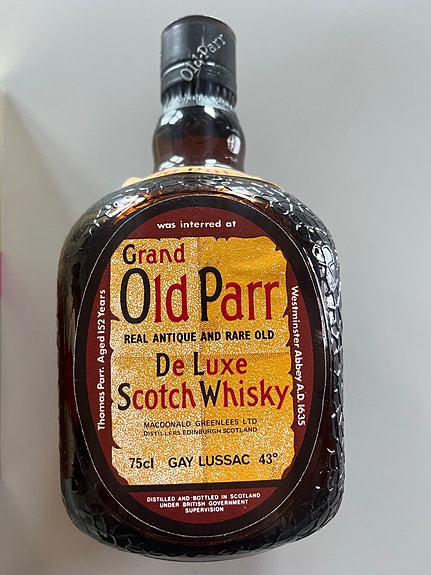 Old Parr
Parr
was interred at
Grand
Old Parr
REAL ANTIQUE AND RARE OLD
De Luxe
Scotch Whisky
MACDONALD GREENLEES LTD
DISTILLERS, EDINBURGH SCOTLAND
75cl GAY LUSSAC 43°
DISTILLED AND BOTTLED IN SCOTLAND
UNDER BRITISH GOVERNMENT
SUPERVISION
Thomas Parr. Aged 152 Years
Westminster Abbey A.D. 1635